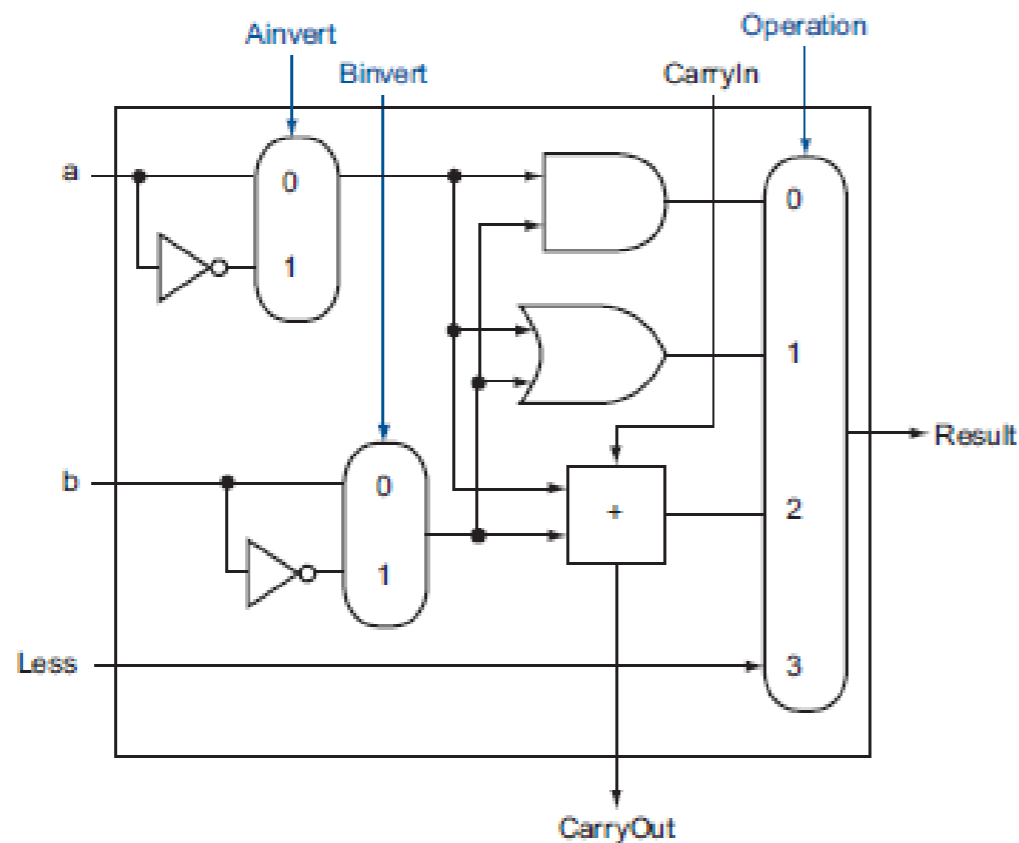 Operation
Ainvert
Binvert
CarryIn
a
0
0
1
1
Result
b
0
+
2
1
Less
3
CarryOut